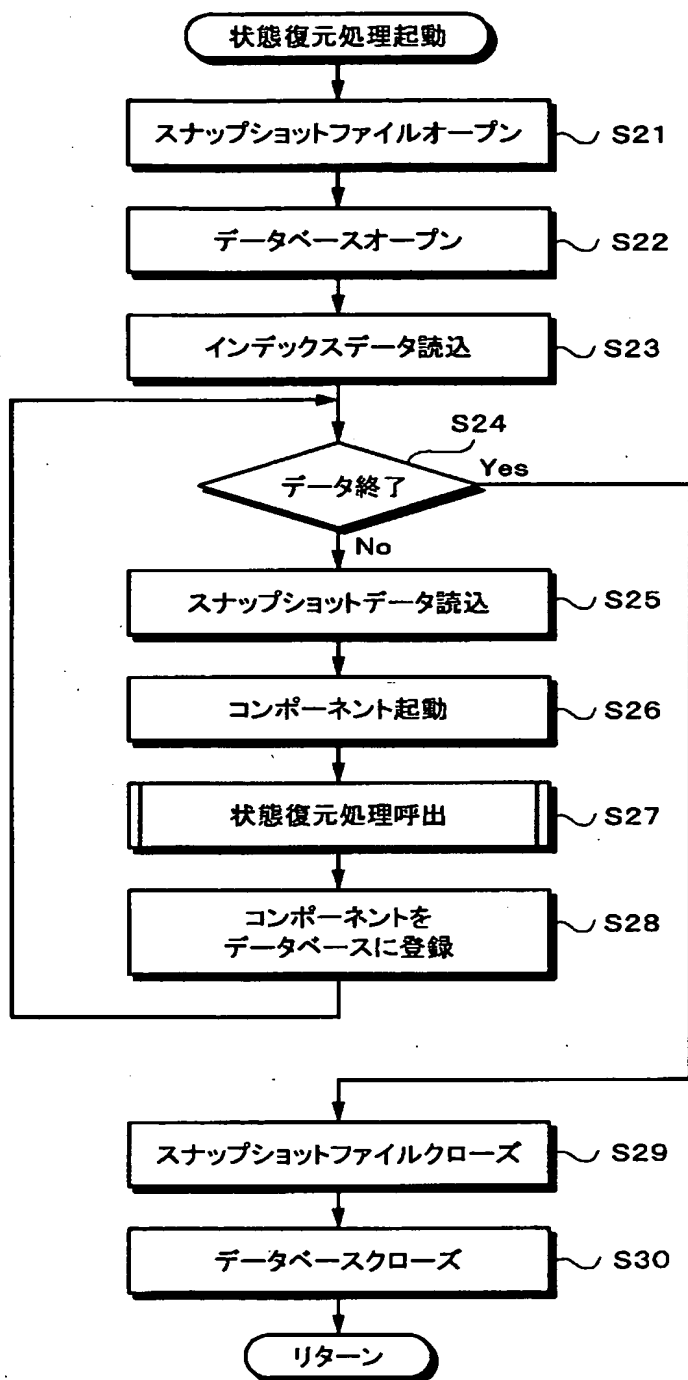 状態復元処理起動
スナップショットファイルオープン
S21
データベースオープン
S22
インデックスデータ読込
S23
S24
データ終了
Yes
No
スナップショットデータ読込
S25
コンポーネント起動
S26
状態復元処理呼出
S27
コンポーネントを
データベースに登録
S28
スナップショットファイルクローズ
S29
データベースクローズ
S30
リターン